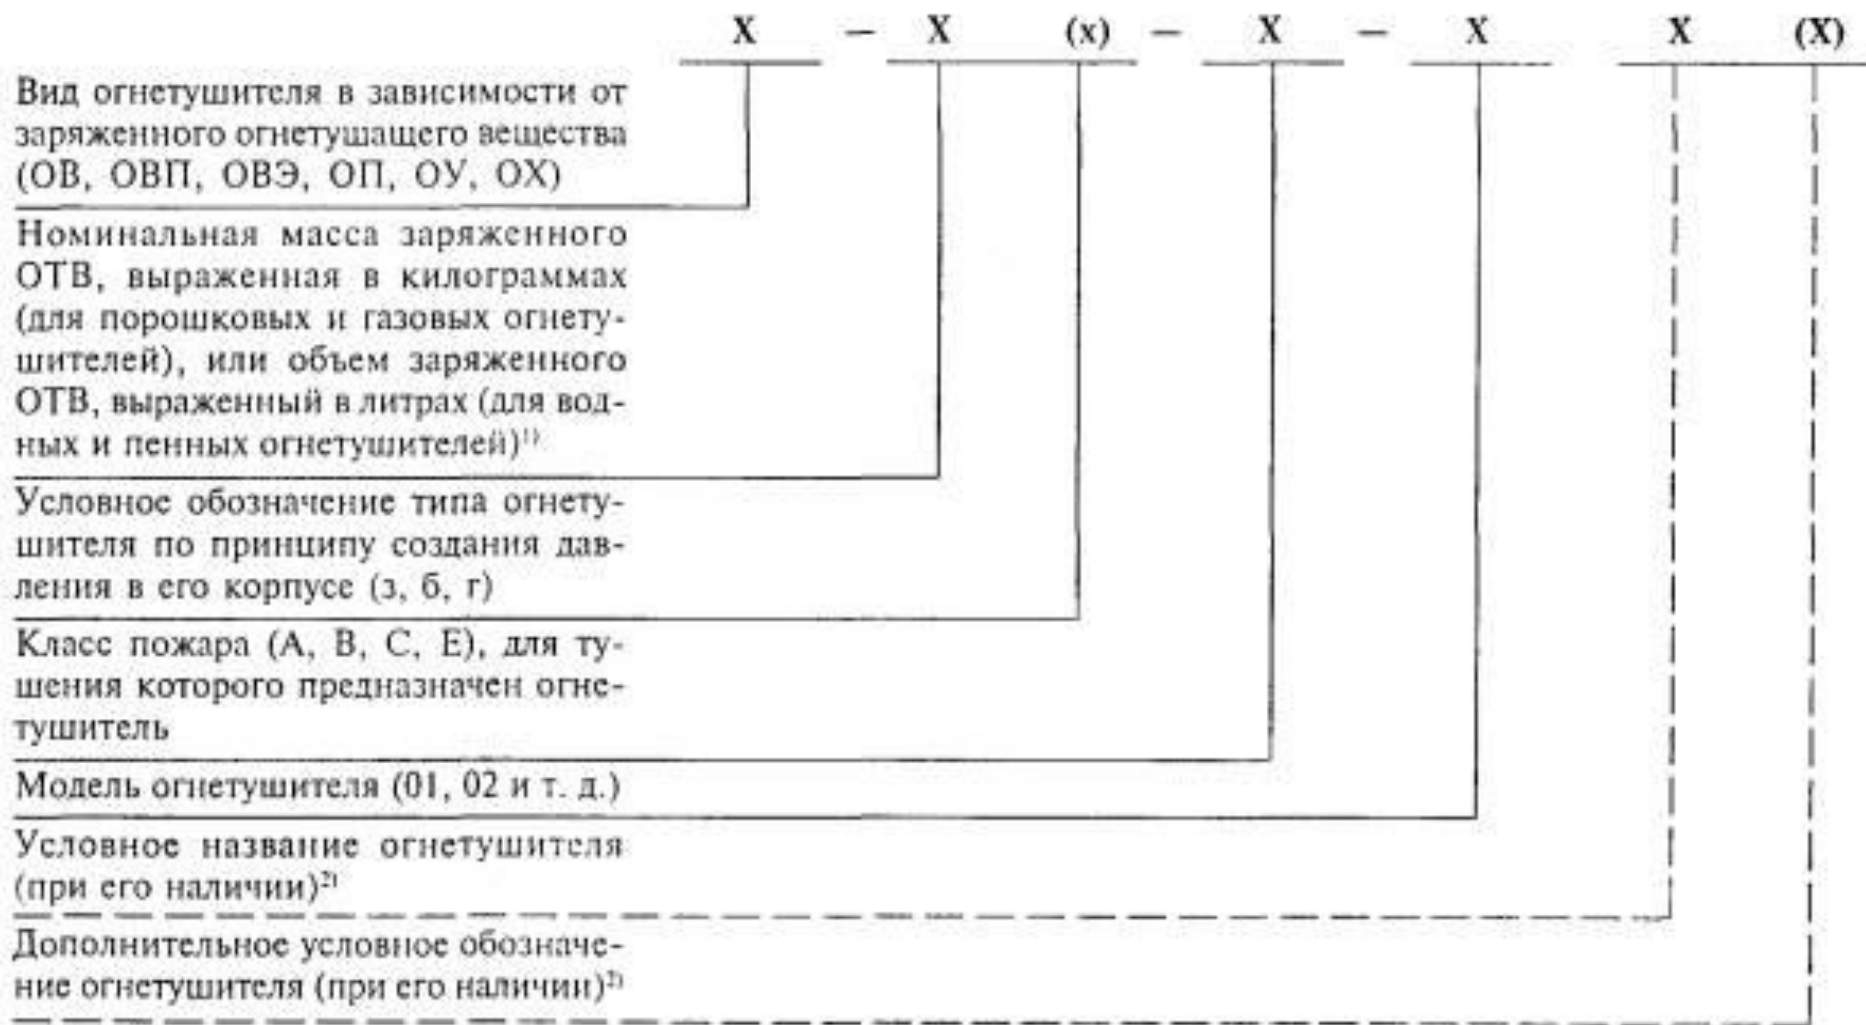 X – X (x) – X – X X (X)
Вид огнетушителя в зависимости от
заряженного огнетушащего вещества
(ОВ, ОВП, ОВЭ, ОП, ОУ, ОХ)
Номинальная масса заряженного
ОТВ, выраженная в килограммах
(для порошковых и газовых огнету-
шителей), или объем заряженного
ОТВ, выраженный в литрах (для вод-
ных и пенных огнетушителей)¹⁾
Условное обозначение типа огнету-
шителя по принципу создания дав-
ления в его корпусе (з, б, г)
Класс пожара (А, В, С, Е), для ту-
шения которого предназначен огне-
тушитель
Модель огнетушителя (01, 02 и т. д.)
Условное название огнетушителя
(при его наличии)²⁾
Дополнительное условное обозначе-
ние огнетушителя (при его наличии)²⁾